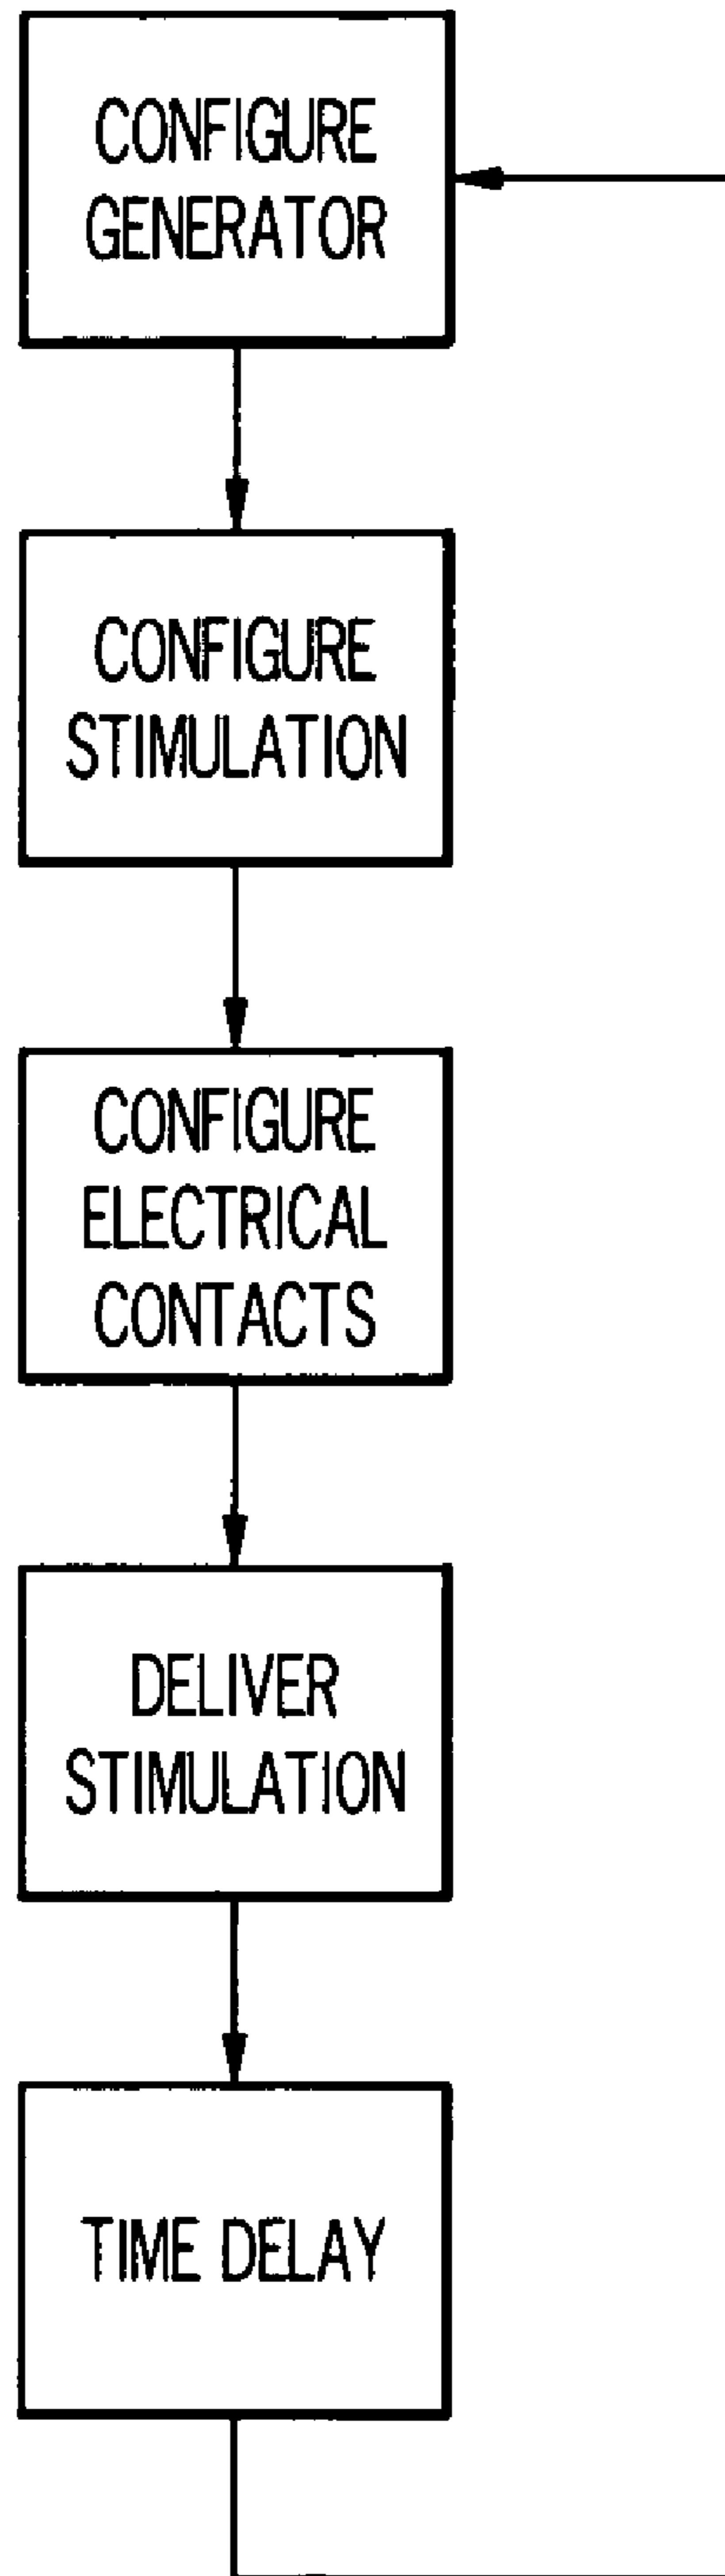 CONFIGURE
GENERATOR
CONFIGURE
STIMULATION
CONFIGURE
ELECTRICAL
CONTACTS
DELIVER
STIMULATION
TIME DELAY